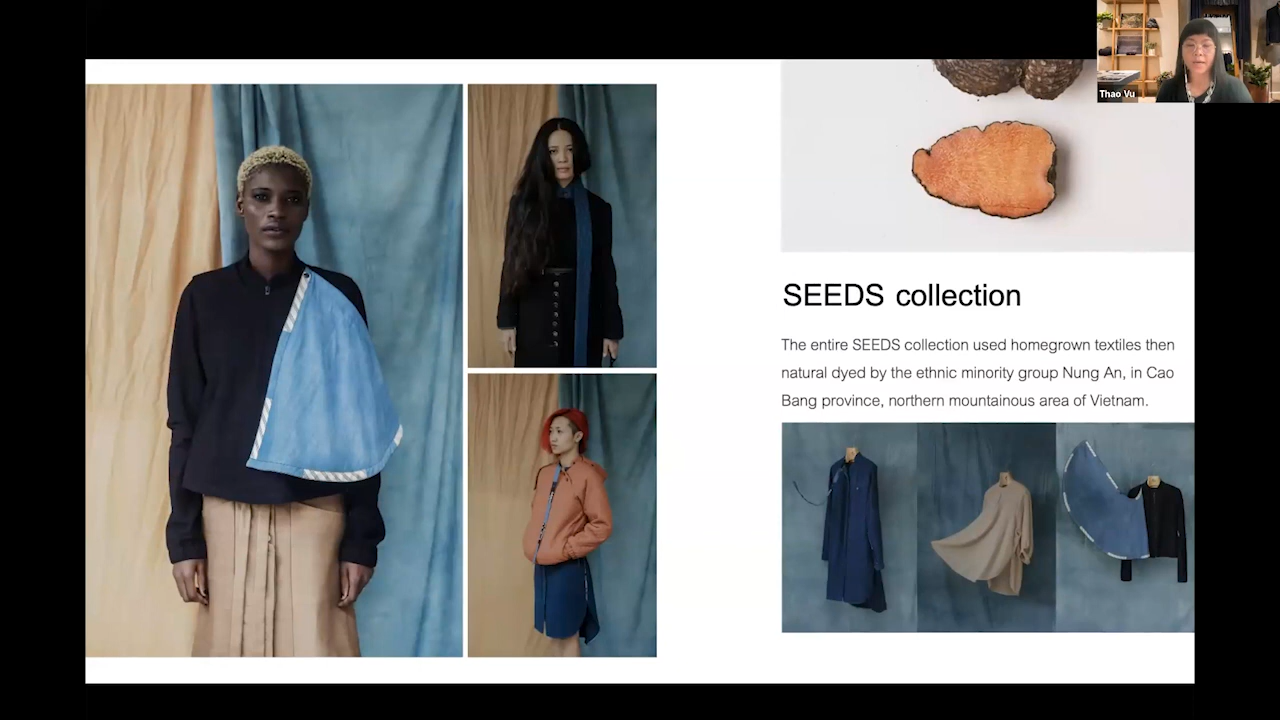 Thao Vu
SEEDS collection
The entire SEEDS collection used homegrown textiles then
natural dyed by the ethnic minority group Nung An, in Cao
Bang province, northern mountainous area of Vietnam.